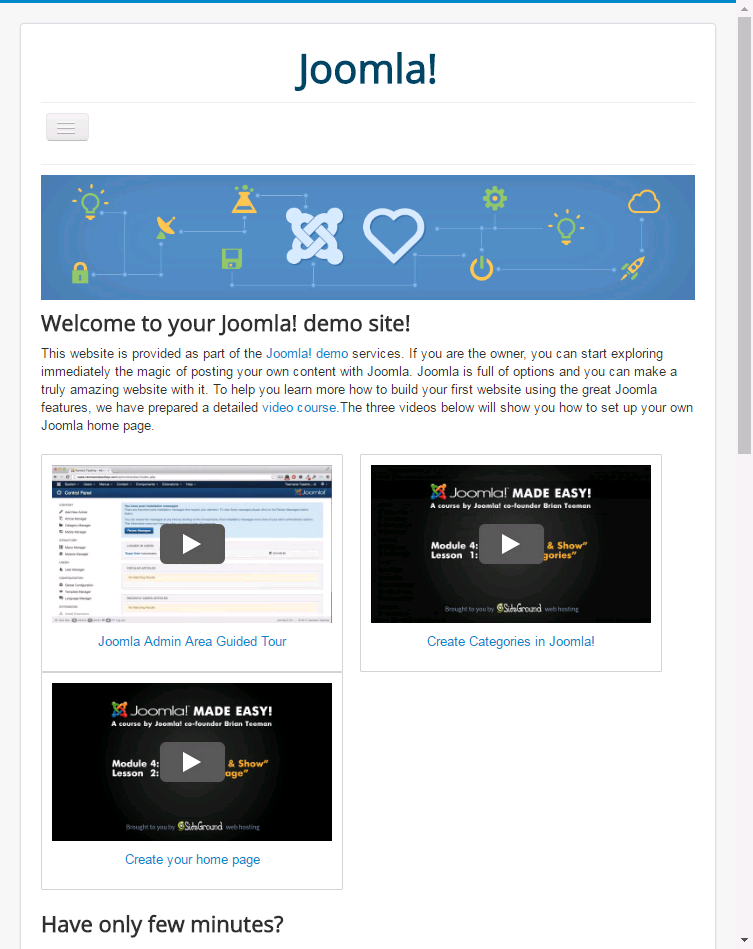 Joomla!
Welcome to your Joomla! demo site!
This website is provided as part of the Joomla! demo services. If you are the owner, you can start exploring
immediately the magic of posting your own content with Joomla. Joomla is full of options and you can make a
truly amazing website with it. To help you learn more how to build your first website using the great Joomla
features, we have prepared a detailed video course.The three videos below will show you how to set up your own
Joomla home page.
Control Panel
Joomla!
Joomla Admin Area Guided Tour
Joomla! MADE EASY!
A course by Joomla! co-founder Brian Teeman
Module 4: & Show"
Lesson 1: gories"
Brought to you by SiteGround web hosting
Create Categories in Joomla!
Joomla! MADE EASY!
A course by Joomla! co-founder Brian Teeman
Module 4: & Show"
Lesson 2: age"
Brought to you by SiteGround web hosting
Create your home page
Have only few minutes?